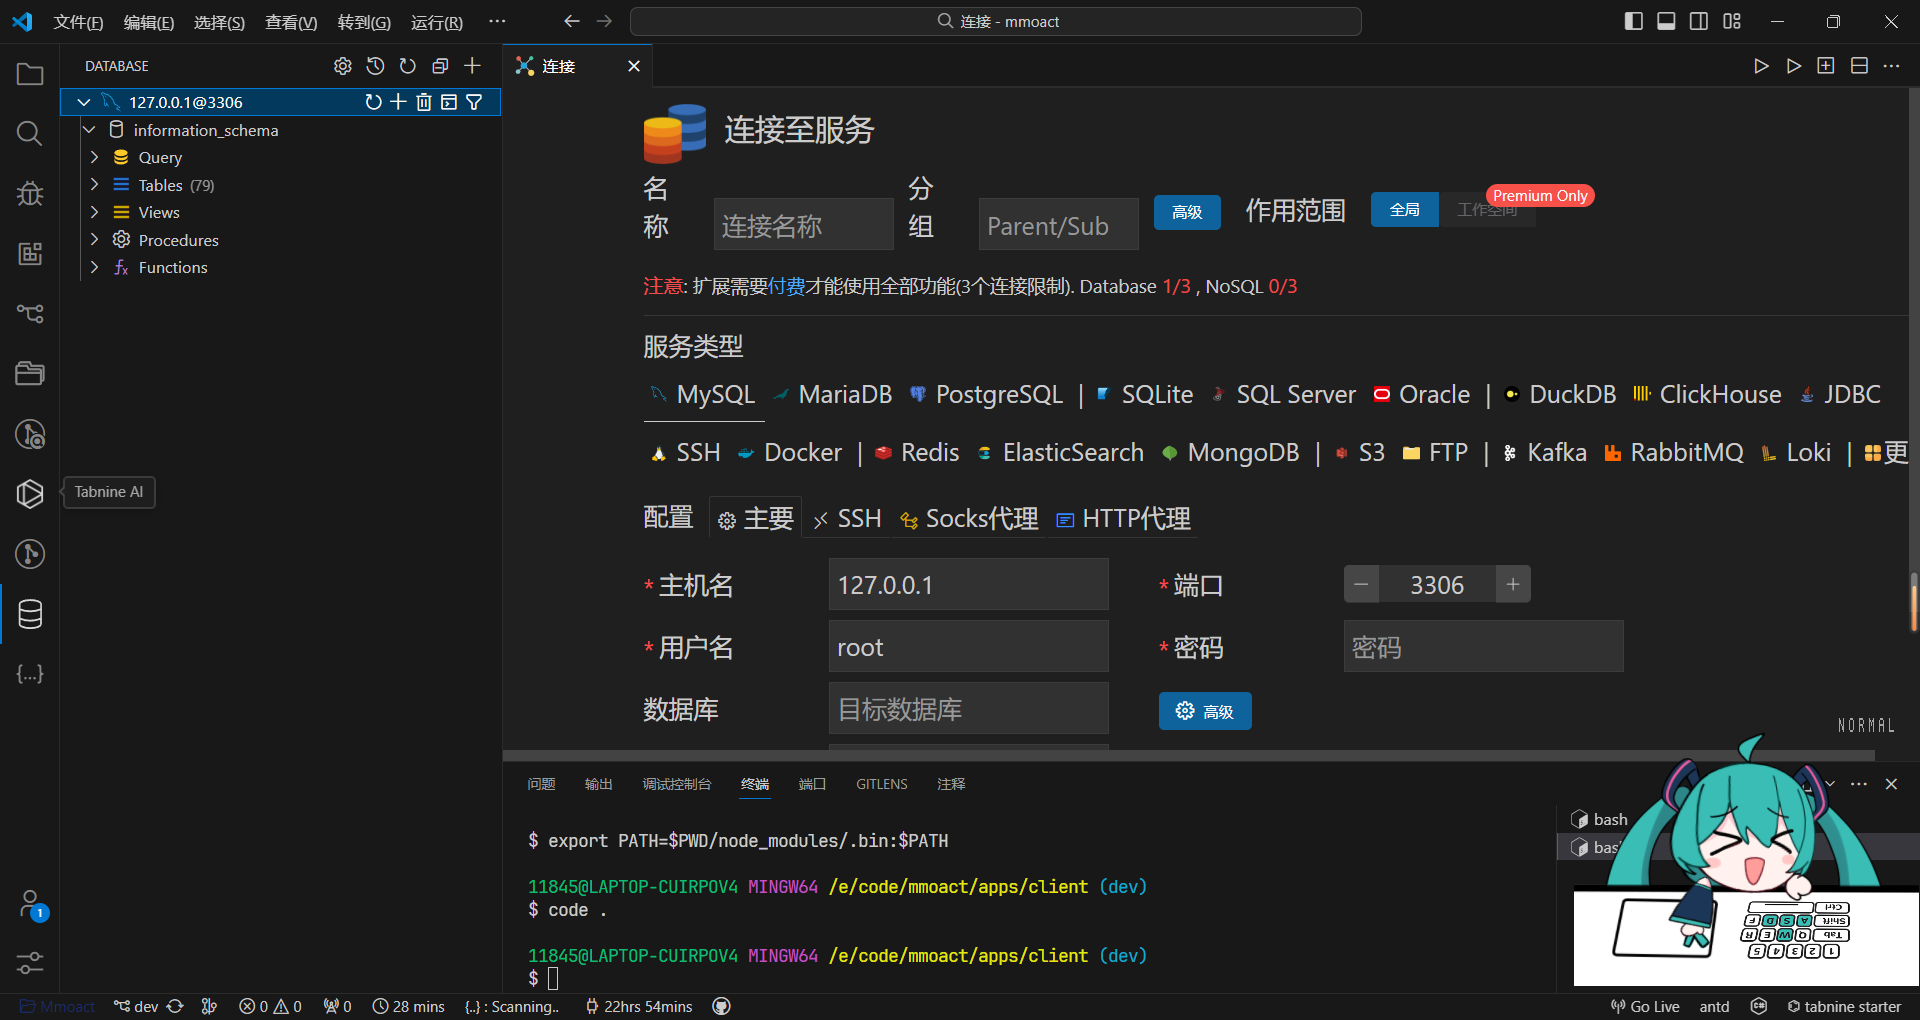 文件(F) 编辑(E) 选择(S) 查看(V) 转到(G) 运行(R) ···
连接 - mmoact
DATABASE
127.0.0.1@3306
information_schema
Query
Tables (79)
Views
Procedures
Functions
Tabnine AI
{...}
1
连接
连接至服务
名称 连接名称 分组 Parent/Sub 高级 作用范围 全局 工作空间 Premium Only
注意: 扩展需要付费才能使用全部功能(3个连接限制). Database 1/3 , NoSQL 0/3
服务类型
MySQL MariaDB PostgreSQL | SQLite SQL Server Oracle | DuckDB ClickHouse JDBC
SSH Docker | Redis ElasticSearch MongoDB | S3 FTP | Kafka RabbitMQ Loki | 更
配置 主要 SSH Socks代理 HTTP代理
* 主机名 127.0.0.1 * 端口 − 3306 +
* 用户名 root * 密码 密码
数据库 目标数据库 高级
NORMAL
问题 输出 调试控制台 终端 端口 GITLENS 注释
$ export PATH=$PWD/node_modules/.bin:$PATH
11845@LAPTOP-CUIRPOV4 MINGW64 /e/code/mmoact/apps/client (dev)
$ code .
11845@LAPTOP-CUIRPOV4 MINGW64 /e/code/mmoact/apps/client (dev)
$
bash
bas
Ctrl
Shift A S D F
Tab Q W E R
1 2 3 4 5
Mmoact dev 0 0 0 28 mins {..} : Scanning.. 22hrs 54mins Go Live antd tabnine starter